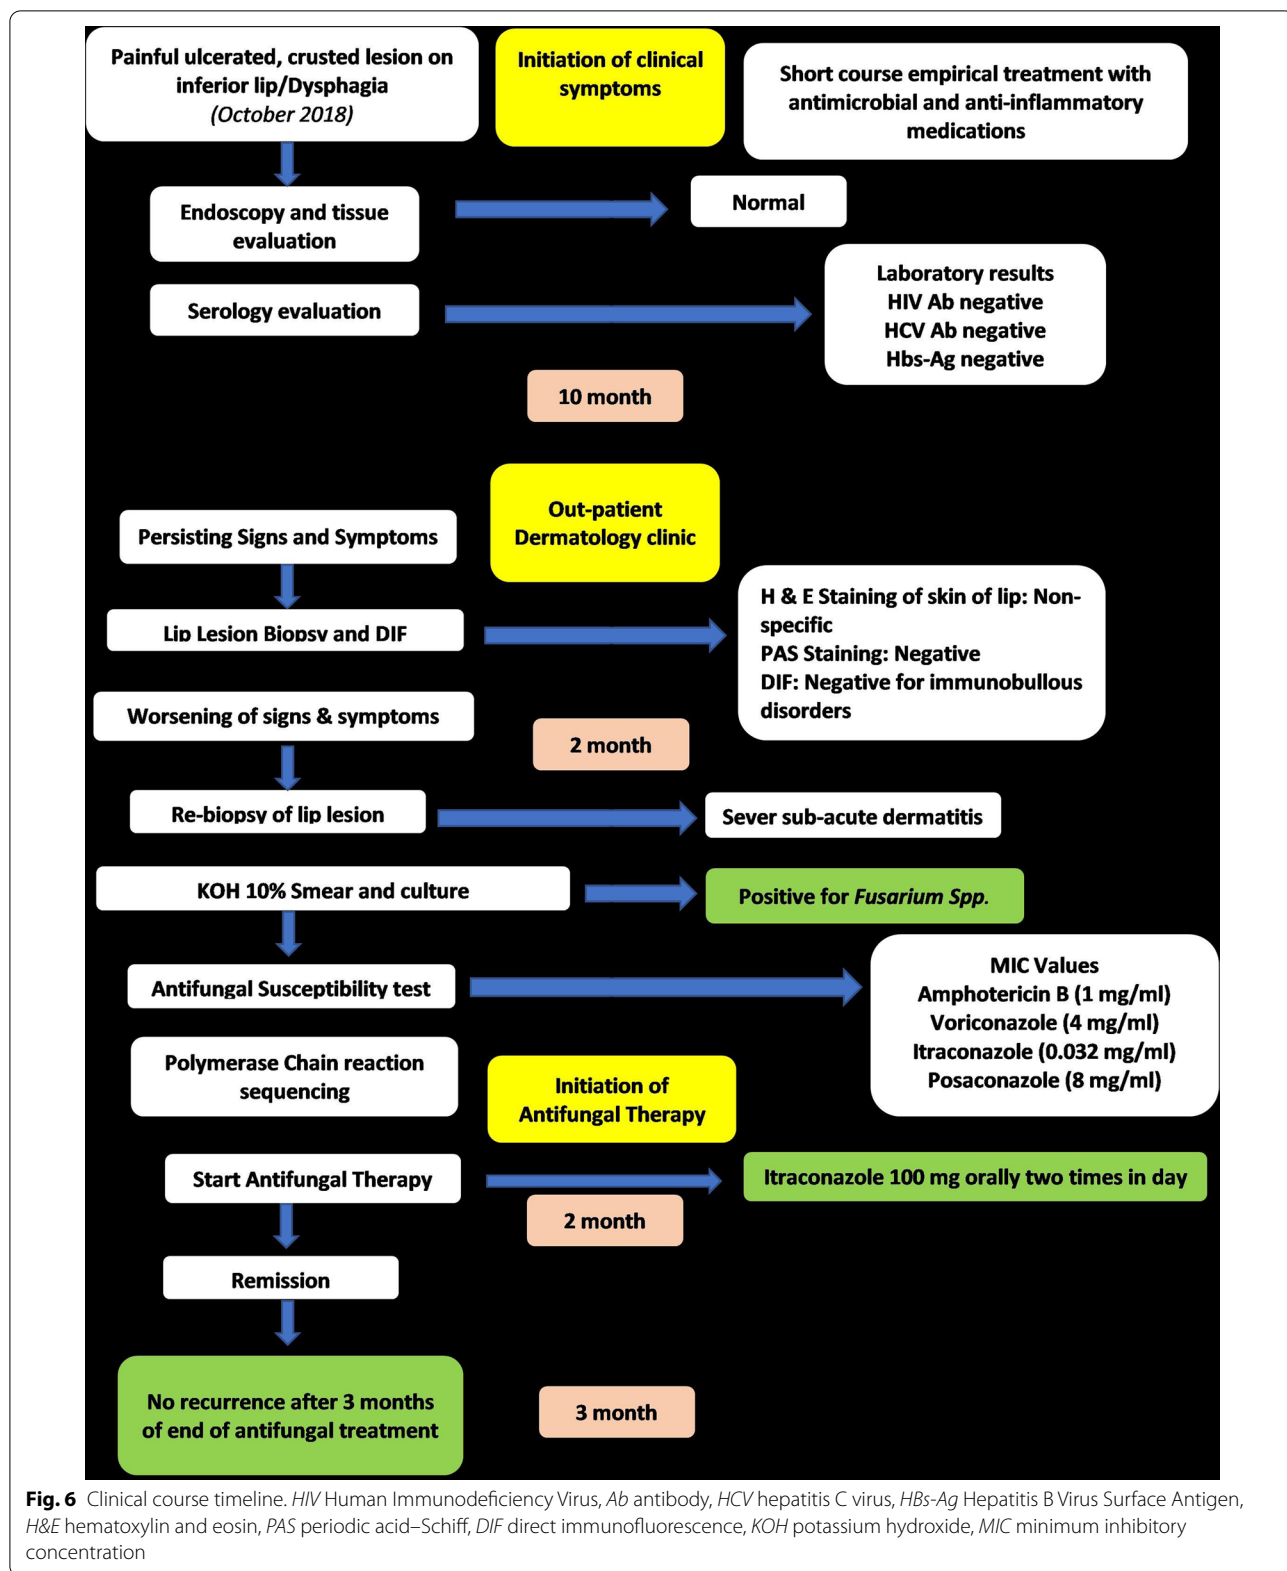 Painful ulcerated, crusted lesion on
inferior lip/Dysphagia
(October 2018)
Initiation of clinical
symptoms
Short course empirical treatment with
antimicrobial and anti-inflammatory
medications
Endoscopy and tissue
evaluation
Normal
Serology evaluation
Laboratory results
HIV Ab negative
HCV Ab negative
Hbs-Ag negative
10 month
Out-patient
Dermatology clinic
Persisting Signs and Symptoms
Lip Lesion Biopsy and DIF
H & E Staining of skin of lip: Non-
specific
PAS Staining: Negative
DIF: Negative for immunobullous
disorders
Worsening of signs & symptoms
2 month
Re-biopsy of lip lesion
Sever sub-acute dermatitis
KOH 10% Smear and culture
Positive for Fusarium Spp.
Antifungal Susceptibility test
MIC Values
Amphotericin B (1 mg/ml)
Voriconazole (4 mg/ml)
Itraconazole (0.032 mg/ml)
Posaconazole (8 mg/ml)
Polymerase Chain reaction
sequencing
Initiation of
Antifungal Therapy
Start Antifungal Therapy
Itraconazole 100 mg orally two times in day
2 month
Remission
No recurrence after 3 months
of end of antifungal treatment
3 month
Fig. 6 Clinical course timeline. HIV Human Immunodeficiency Virus, Ab antibody, HCV hepatitis C virus, HBs-Ag Hepatitis B Virus Surface Antigen,
H&E hematoxylin and eosin, PAS periodic acid–Schiff, DIF direct immunofluorescence, KOH potassium hydroxide, MIC minimum inhibitory
concentration